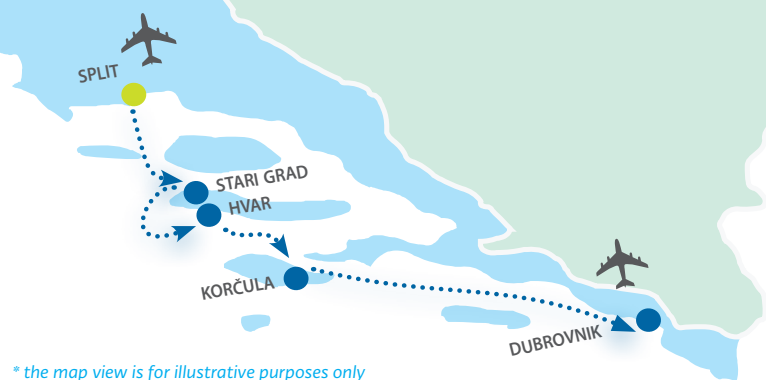 SPLIT
STARI GRAD
HVAR
KORČULA
DUBROVNIK
* the map view is for illustrative purposes only